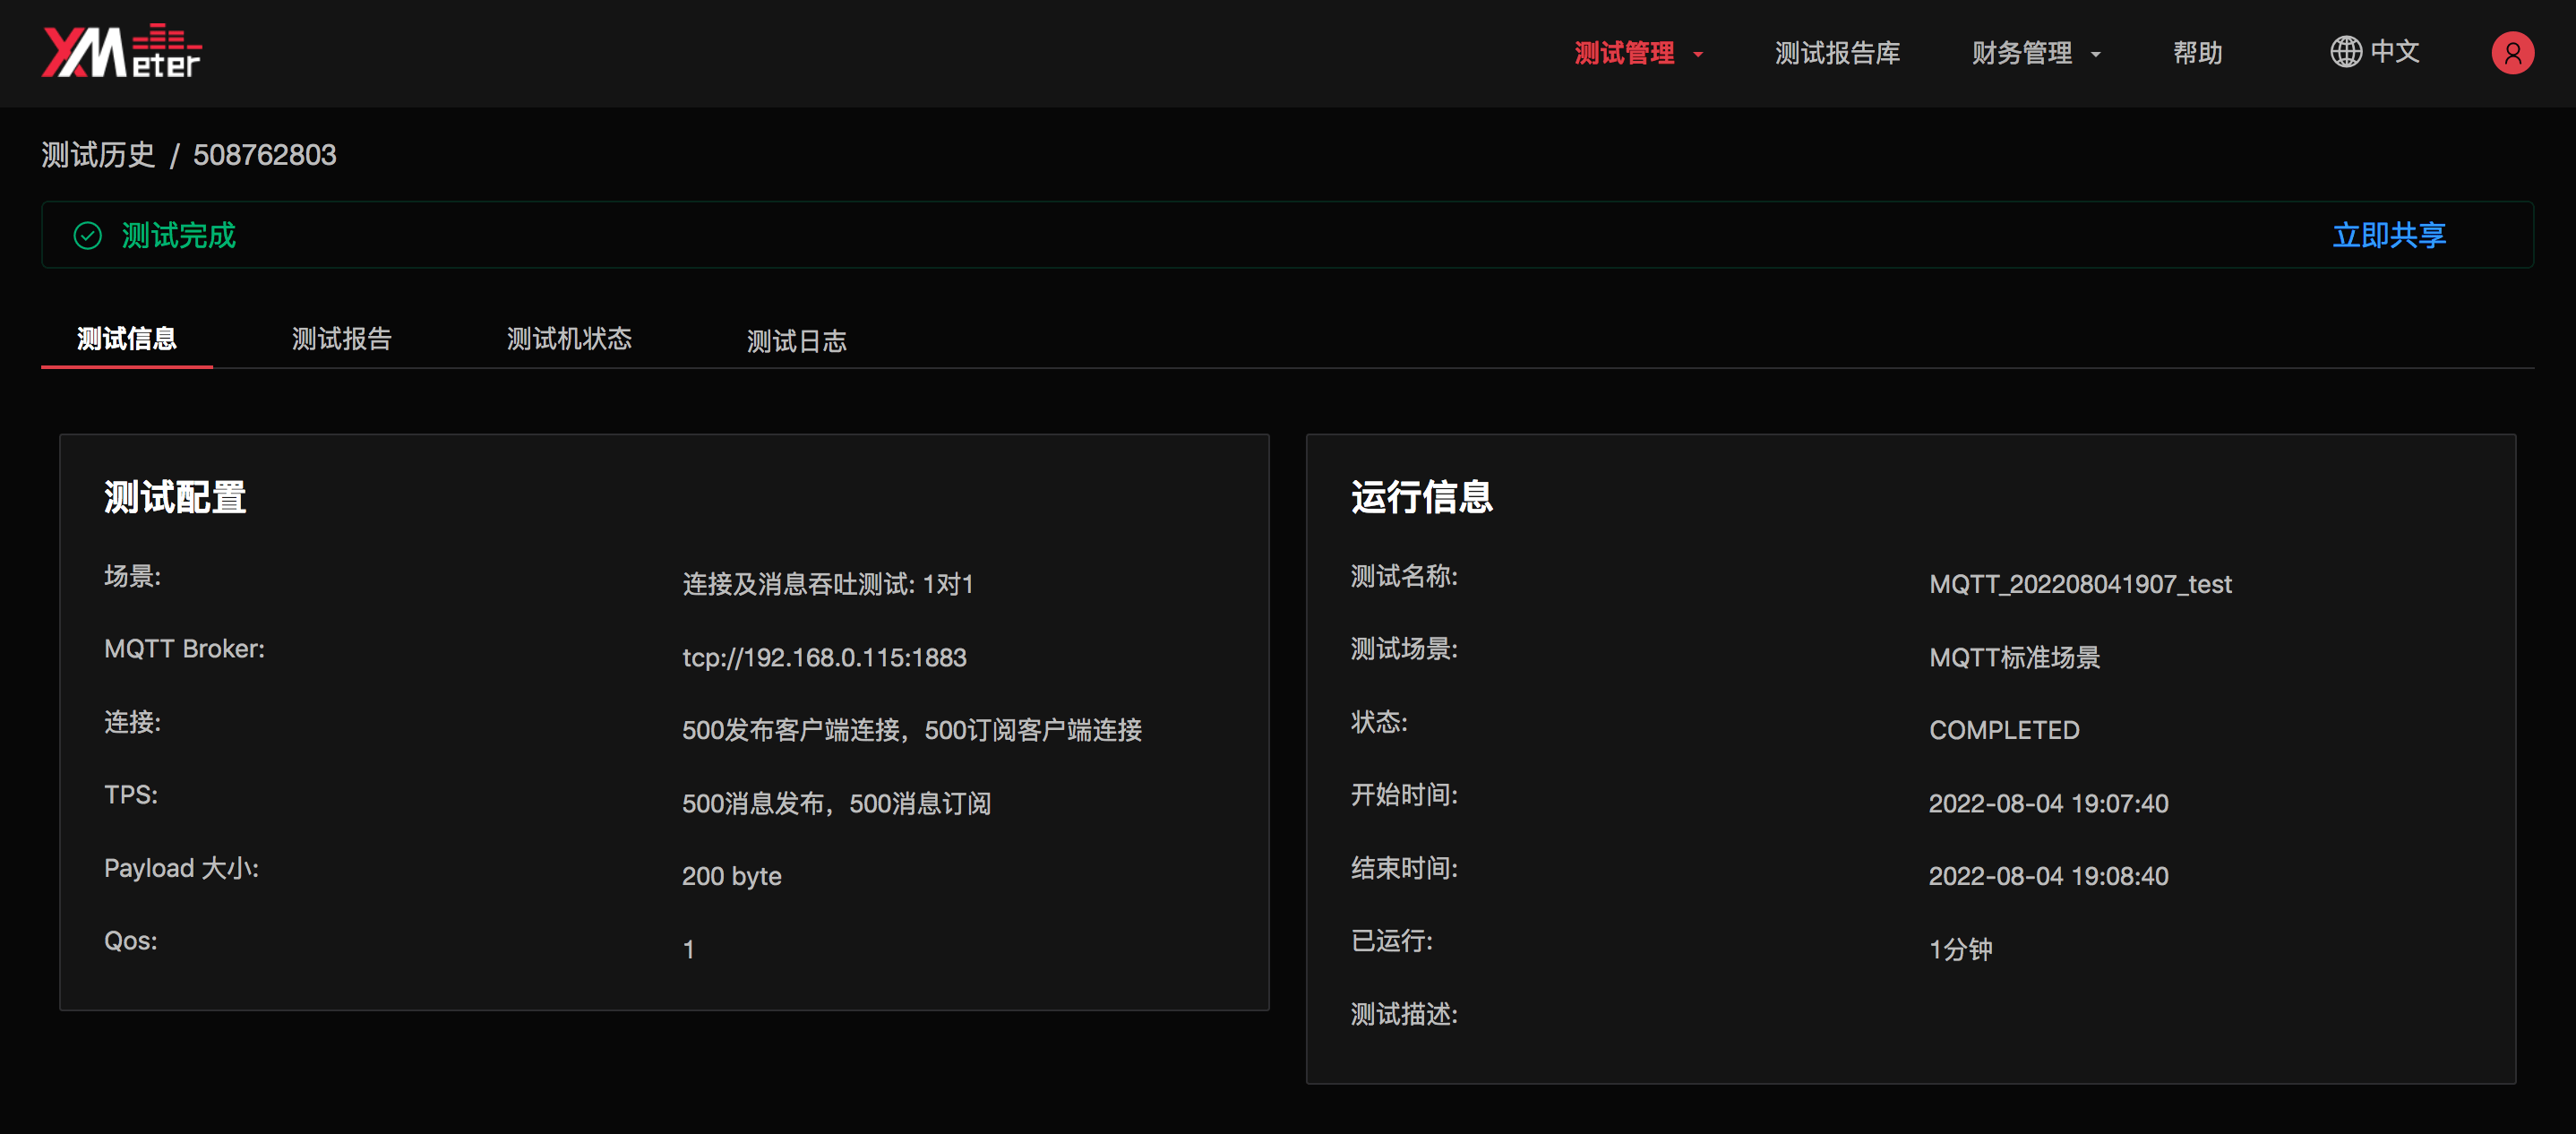 XMeter
测试管理 测试报告库 财务管理 帮助 中文
测试历史 / 508762803
测试完成 立即共享
测试信息 测试报告 测试机状态 测试日志
测试配置
场景: 连接及消息吞吐测试: 1对1
MQTT Broker: tcp://192.168.0.115:1883
连接: 500发布客户端连接，500订阅客户端连接
TPS: 500消息发布，500消息订阅
Payload 大小: 200 byte
Qos: 1
运行信息
测试名称: MQTT_202208041907_test
测试场景: MQTT标准场景
状态: COMPLETED
开始时间: 2022-08-04 19:07:40
结束时间: 2022-08-04 19:08:40
已运行: 1分钟
测试描述: